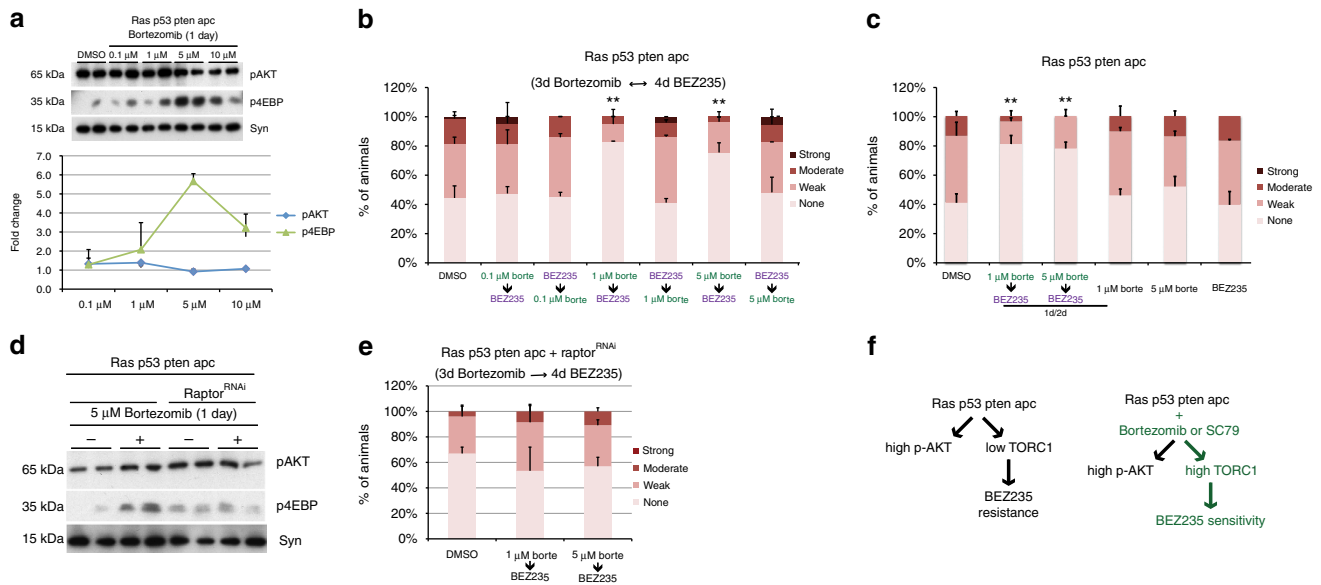 a
Ras p53 pten apc
Bortezomib (1 day)
DMSO 0.1 µM 1 µM 5 µM 10 µM
65 kDa pAKT
35 kDa p4EBP
15 kDa Syn
7.0
6.0
5.0
4.0
3.0
2.0
1.0
0.0
Fold change
pAKT
p4EBP
0.1 µM 1 µM 5 µM 10 µM
b
Ras p53 pten apc
(3d Bortezomib ↔ 4d BEZ235)
120%
100%
80%
60%
40%
20%
0%
% of animals
** **
Strong
Moderate
Weak
None
DMSO 0.1 µM borte BEZ235 1 µM borte BEZ235 5 µM borte BEZ235
BEZ235 0.1 µM borte BEZ235 1 µM borte BEZ235 5 µM borte
c
Ras p53 pten apc
120%
100%
80%
60%
40%
20%
0%
% of animals
** **
Strong
Moderate
Weak
None
DMSO 1 µM borte 5 µM borte 1 µM borte 5 µM borte BEZ235
BEZ235 BEZ235
1d/2d
d
Ras p53 pten apc
Raptor RNAi
5 µM Bortezomib (1 day)
− + − +
65 kDa pAKT
35 kDa p4EBP
15 kDa Syn
e
Ras p53 pten apc + raptor RNAi
(3d Bortezomib → 4d BEZ235)
120%
100%
80%
60%
40%
20%
0%
% of animals
Strong
Moderate
Weak
None
DMSO 1 µM borte 5 µM borte
BEZ235 BEZ235
f
Ras p53 pten apc
high p-AKT low TORC1
BEZ235
resistance
Ras p53 pten apc
+
Bortezomib or SC79
high p-AKT high TORC1
BEZ235 sensitivity